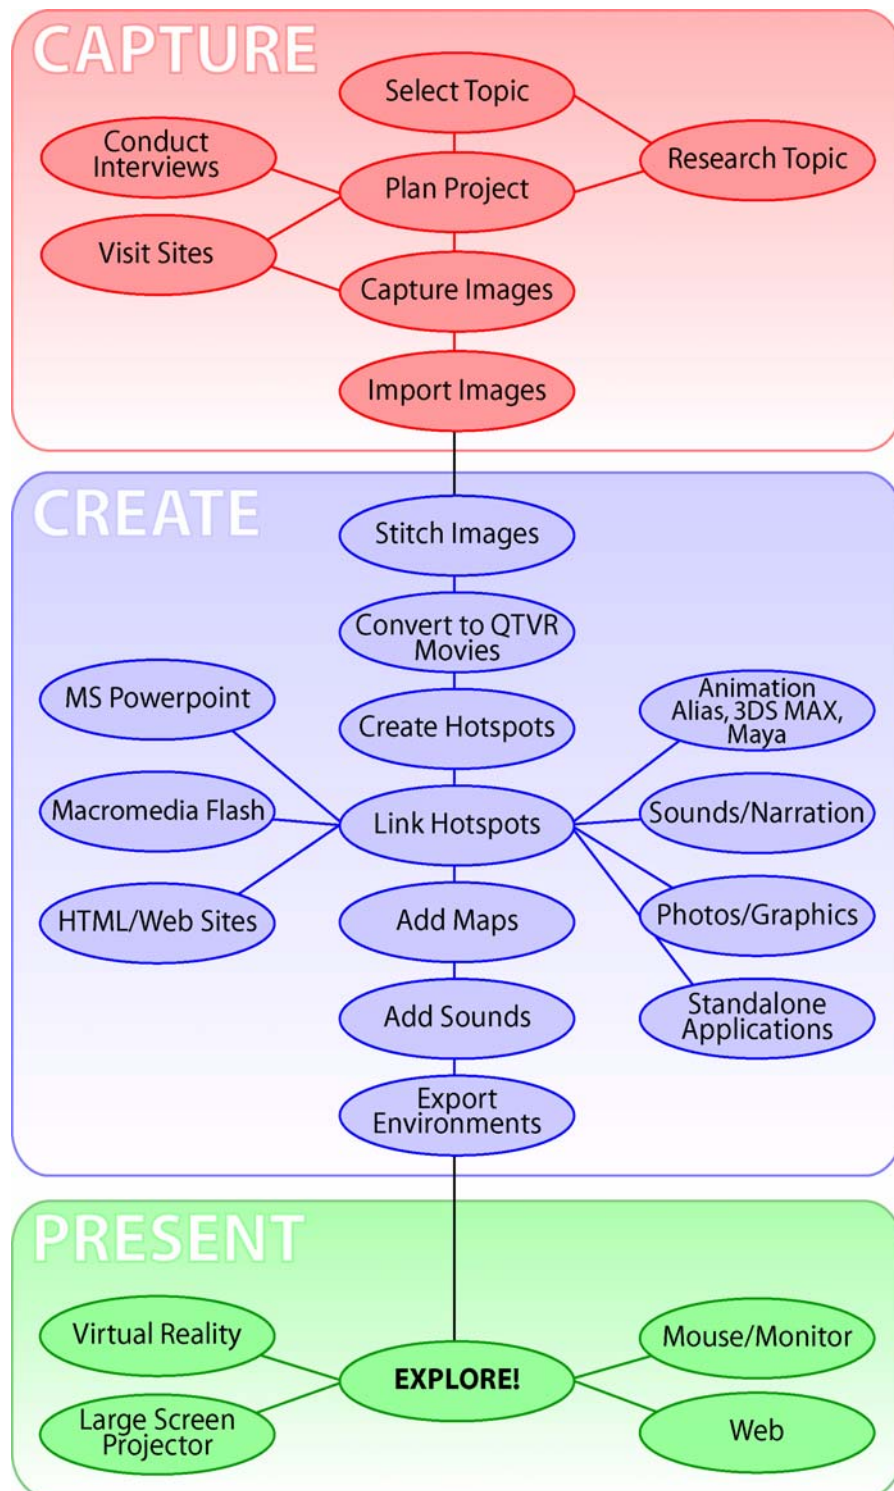 CAPTURE
Select Topic
Conduct
Interviews
Research Topic
Plan Project
Visit Sites
Capture Images
Import Images
CREATE
Stitch Images
Convert to QTVR
Movies
MS Powerpoint
Animation
Alias, 3DS MAX,
Maya
Create Hotspots
Macromedia Flash
Link Hotspots
Sounds/Narration
HTML/Web Sites
Add Maps
Photos/Graphics
Add Sounds
Standalone
Applications
Export
Environments
PRESENT
Virtual Reality
Mouse/Monitor
EXPLORE!
Large Screen
Projector
Web